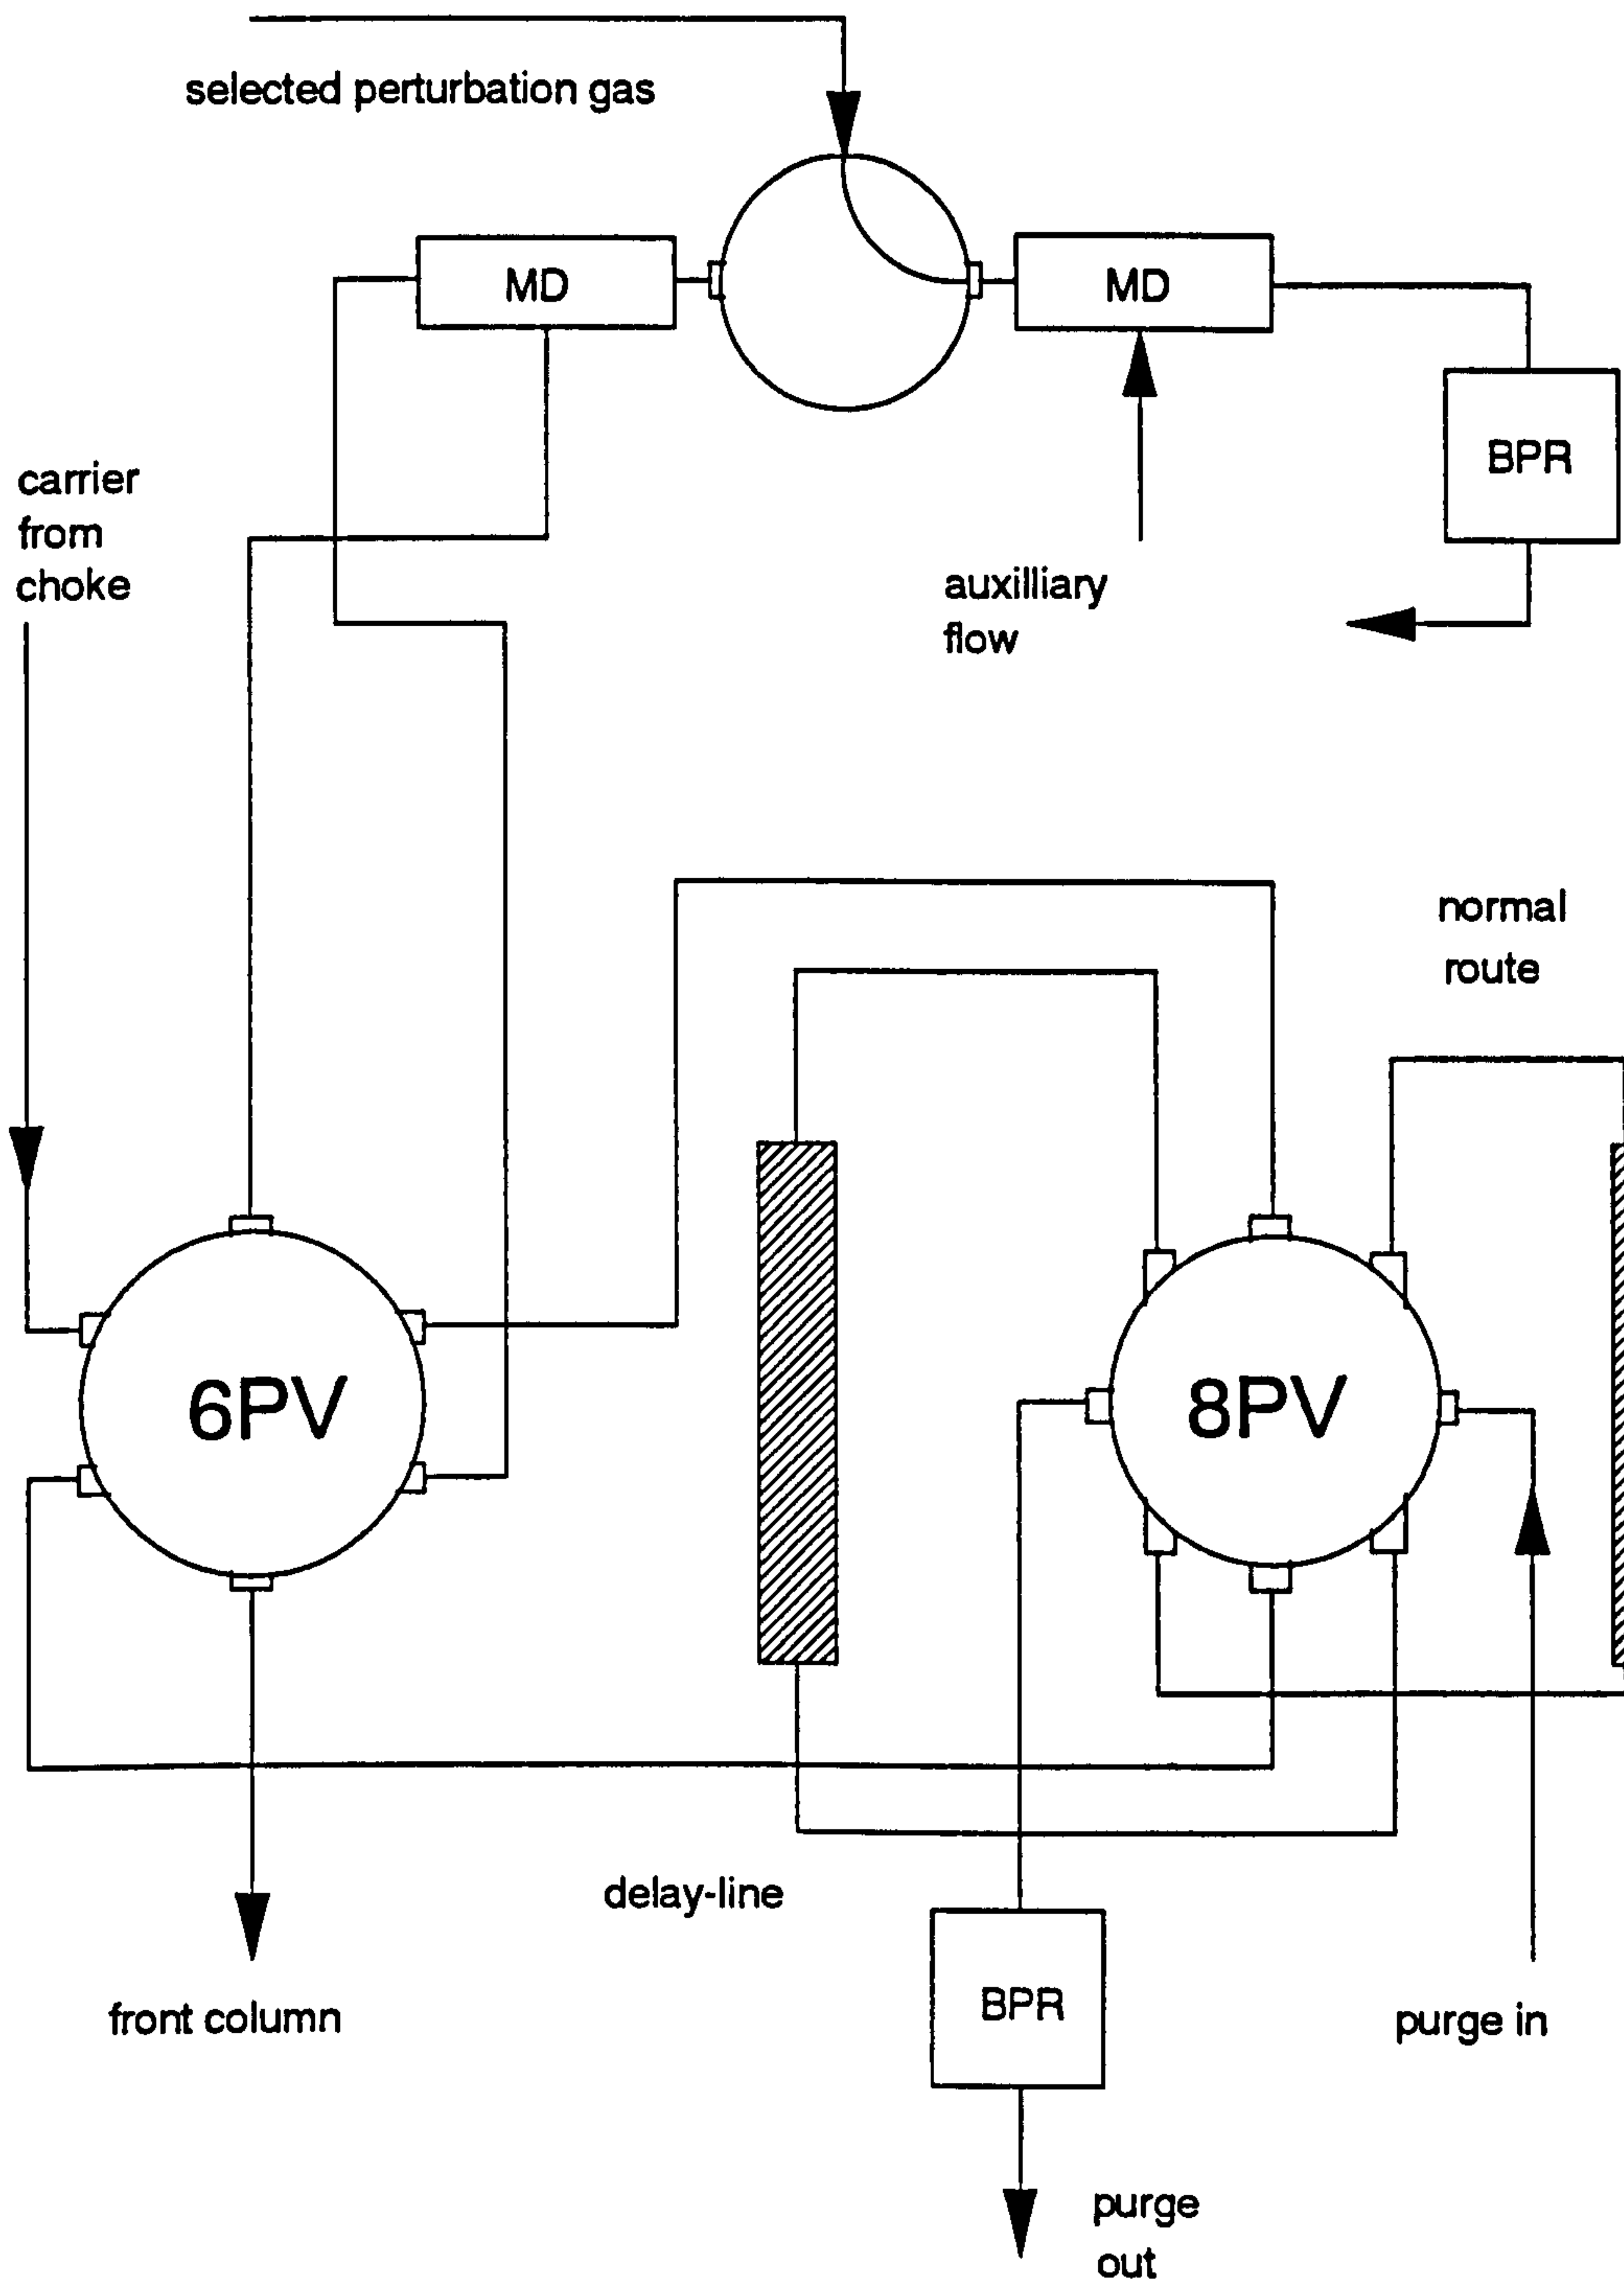 selected perturbation gas
MD
MD
BPR
carrier
from
choke
auxilliary
flow
normal
route
6PV
8PV
delay-line
BPR
front column
purge in
purge
out